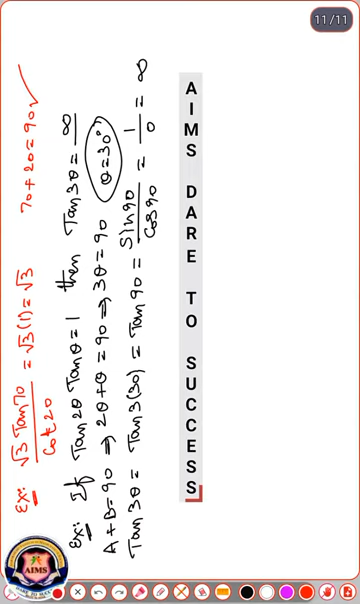 11/11
Ex: √3 Tan70 / Cot20 = √3 (1) = √3    70+20=90 ✓
Ex: If Tan2θ Tanθ = 1 then Tan3θ = ∞
A+B=90 ⇒ 2θ+θ=90 ⇒ 3θ=90 θ=30°
Tan3θ = Tan3(30) = Tan90 = Sin90 / Cos90 = 1/0 = ∞
AIMS DARE TO SUCCESS
AIMS